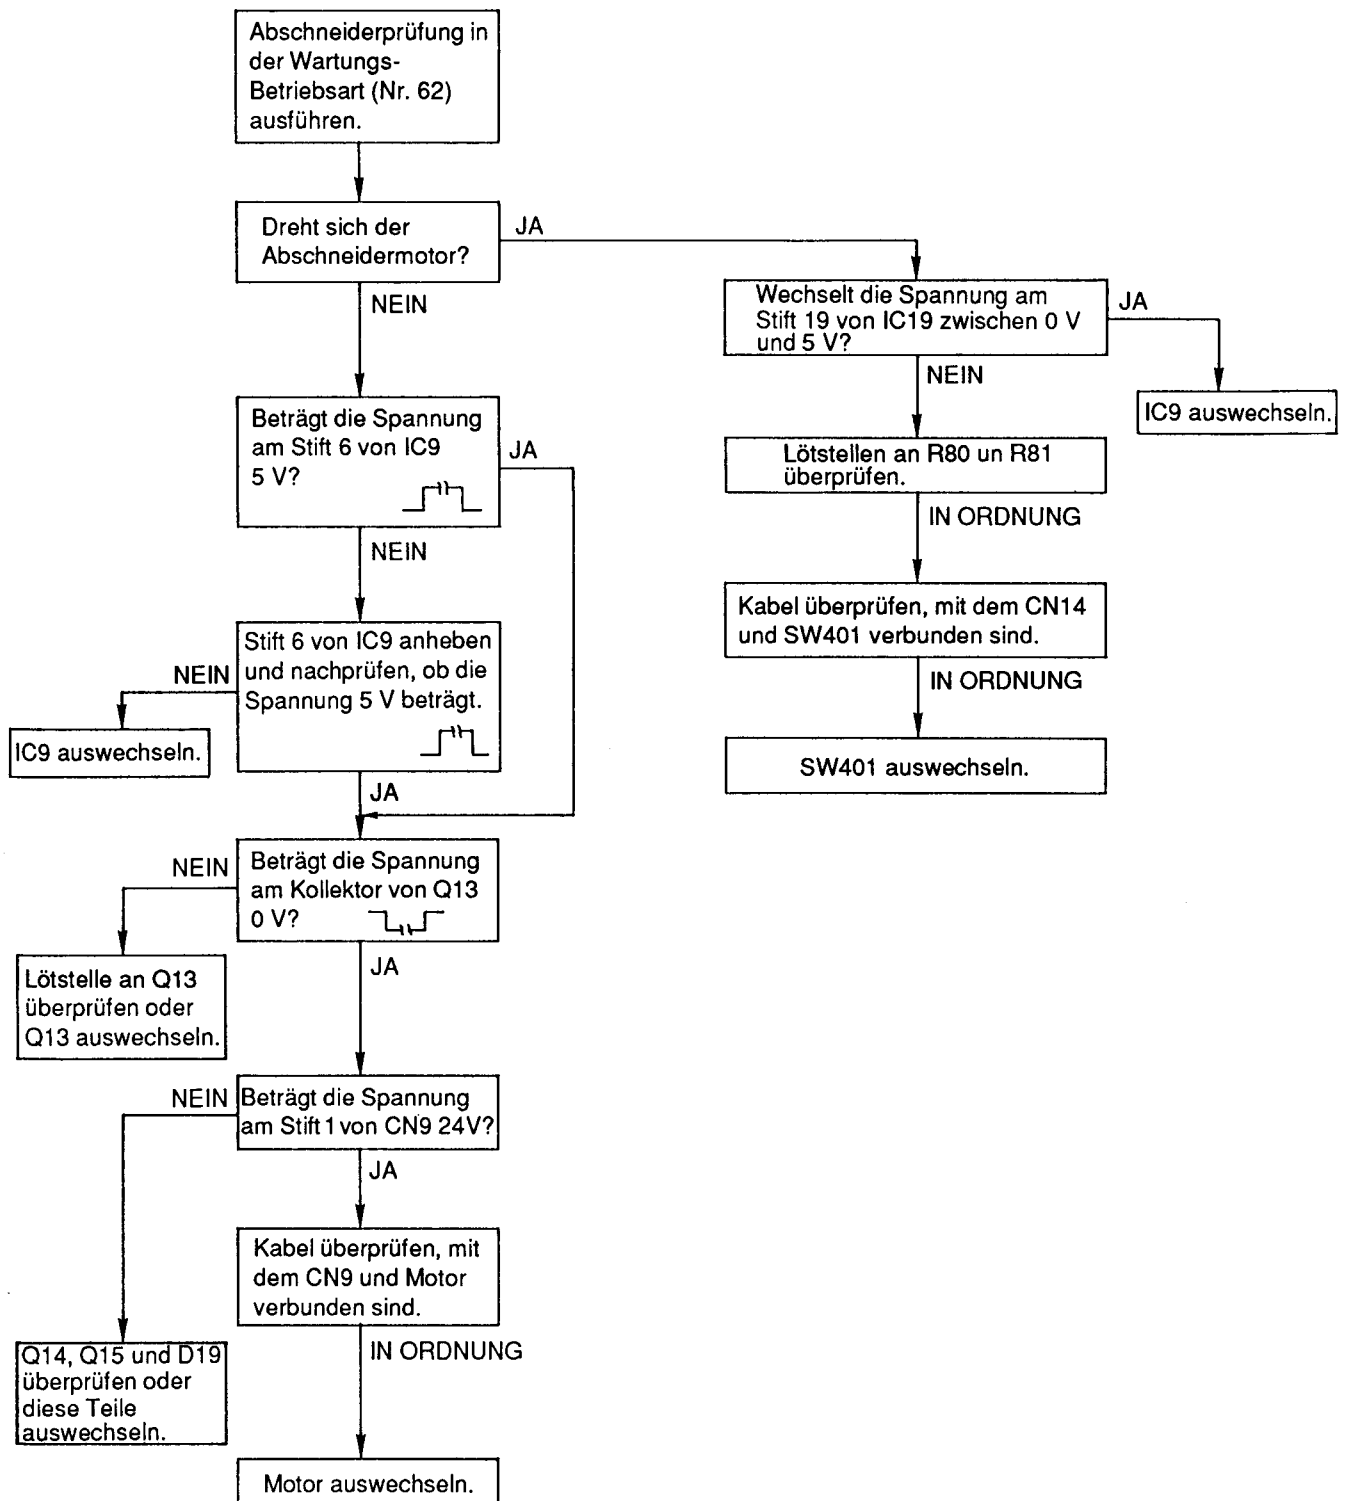 Abschneiderprüfung in
der Wartungs-
Betriebsart (Nr. 62)
ausführen.
Dreht sich der
Abschneidermotor?
JA
NEIN
Wechselt die Spannung am
Stift 19 von IC19 zwischen 0 V
und 5 V?
JA
NEIN
IC9 auswechseln.
Beträgt die Spannung
am Stift 6 von IC9
5 V?
JA
NEIN
Lötstellen an R80 un R81
überprüfen.
IN ORDNUNG
Kabel überprüfen, mit dem CN14
und SW401 verbunden sind.
IN ORDNUNG
SW401 auswechseln.
Stift 6 von IC9 anheben
und nachprüfen, ob die
Spannung 5 V beträgt.
NEIN
IC9 auswechseln.
JA
Beträgt die Spannung
am Kollektor von Q13
0 V?
NEIN
Lötstelle an Q13
überprüfen oder
Q13 auswechseln.
JA
Beträgt die Spannung
am Stift 1 von CN9 24V?
NEIN
JA
Kabel überprüfen, mit
dem CN9 und Motor
verbunden sind.
Q14, Q15 und D19
überprüfen oder
diese Teile
auswechseln.
IN ORDNUNG
Motor auswechseln.